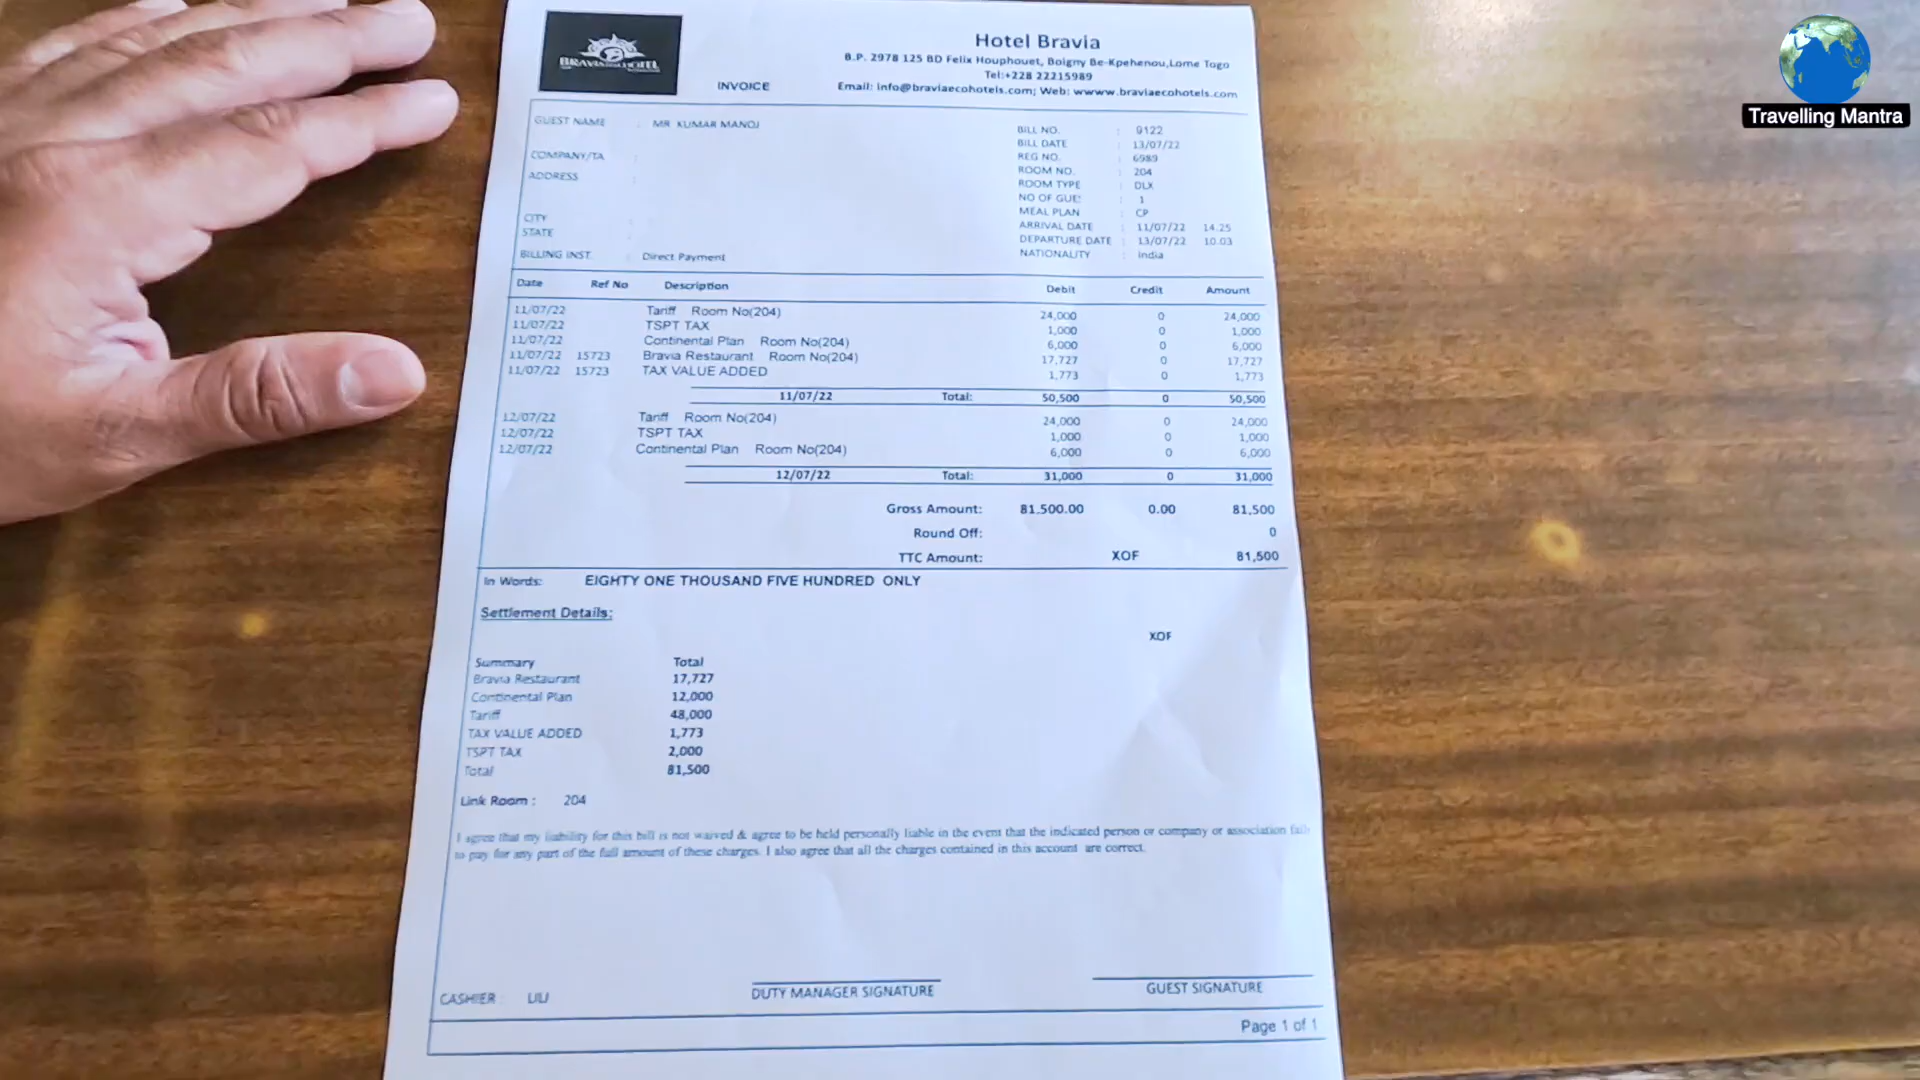 BRAVIA HOTEL
INVOICE
Hotel Bravia
B.P. 2978 125 BD Felix Houphouet, Boigny Be-Kpehenou,Lome Togo
Tel:+228 22215989
Email: info@braviaecohotels.com; Web: wwww.braviaecohotels.com
Travelling Mantra
GUEST NAME : MR KUMAR MANOJ
COMPANY/TA :
ADDRESS :
CITY :
STATE :
BILLING INST. : Direct Payment
BILL NO. : 9122
BILL DATE : 13/07/22
REG NO. : 6989
ROOM NO. : 204
ROOM TYPE : DLX
NO OF GUE : 1
MEAL PLAN : CP
ARRIVAL DATE : 11/07/22 14.25
DEPARTURE DATE : 13/07/22 10.03
NATIONALITY : India
Date Ref No Description Debit Credit Amount
11/07/22 Tariff Room No(204) 24,000 0 24,000
11/07/22 TSPT TAX 1,000 0 1,000
11/07/22 Continental Plan Room No(204) 6,000 0 6,000
11/07/22 15723 Bravia Restaurant Room No(204) 17,727 0 17,727
11/07/22 15723 TAX VALUE ADDED 1,773 0 1,773
11/07/22 Total: 50,500 0 50,500
12/07/22 Tariff Room No(204) 24,000 0 24,000
12/07/22 TSPT TAX 1,000 0 1,000
12/07/22 Continental Plan Room No(204) 6,000 0 6,000
12/07/22 Total: 31,000 0 31,000
Gross Amount: 81.500.00 0.00 81,500
Round Off: 0
TTC Amount: XOF 81,500
In Words: EIGHTY ONE THOUSAND FIVE HUNDRED ONLY
Settlement Details:
XOF
Summary Total
Bravia Restaurant 17,727
Continental Plan 12,000
Tariff 48,000
TAX VALUE ADDED 1,773
TSPT TAX 2,000
Total 81,500
Link Room : 204
I agree that my liability for this bill is not waived & agree to be held personally liable in the event that the indicated person or company or association fail
to pay for any part of the full amount of these charges. I also agree that all the charges contained in this account are correct.
CASHIER LILI
DUTY MANAGER SIGNATURE
GUEST SIGNATURE
Page 1 of 1